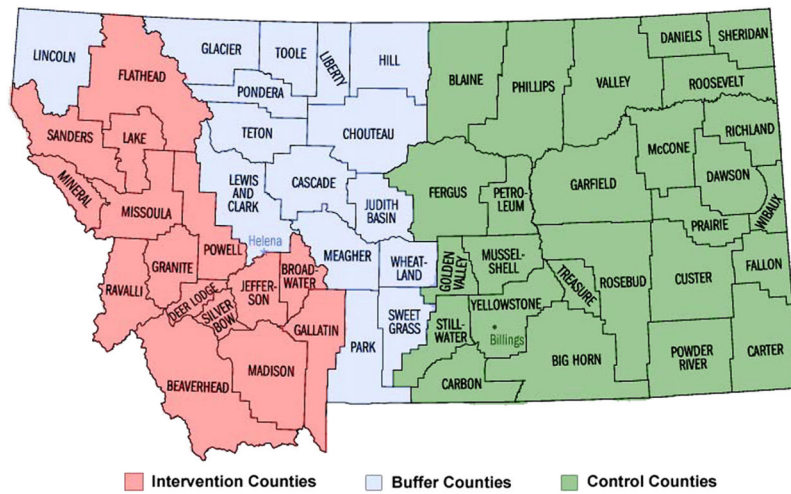 LINCOLN
FLATHEAD
GLACIER
TOOLE
LIBERTY
HILL
PONDERA
TETON
CHOUTEAU
BLAINE
PHILLIPS
VALLEY
DANIELS
SHERIDAN
ROOSEVELT
SANDERS
LAKE
MINERAL
MISSOULA
LEWIS
AND
CLARK
CASCADE
JUDITH
BASIN
FERGUS
PETRO-
LEUM
GARFIELD
McCONE
RICHLAND
DAWSON
PRAIRIE
WIBAUX
POWELL
Helena
MEAGHER
WHEAT-
LAND
GOLDEN
VALLEY
MUSSEL-
SHELL
TREASURE
ROSEBUD
CUSTER
FALLON
RAVALLI
GRANITE
DEER LODGE
SILVER
BOW
JEFFER-
SON
BROAD-
WATER
GALLATIN
PARK
SWEET
GRASS
STILL-
WATER
YELLOWSTONE
Billings
BIG HORN
POWDER
RIVER
CARTER
CARBON
BEAVERHEAD
MADISON
Intervention Counties
Buffer Counties
Control Counties